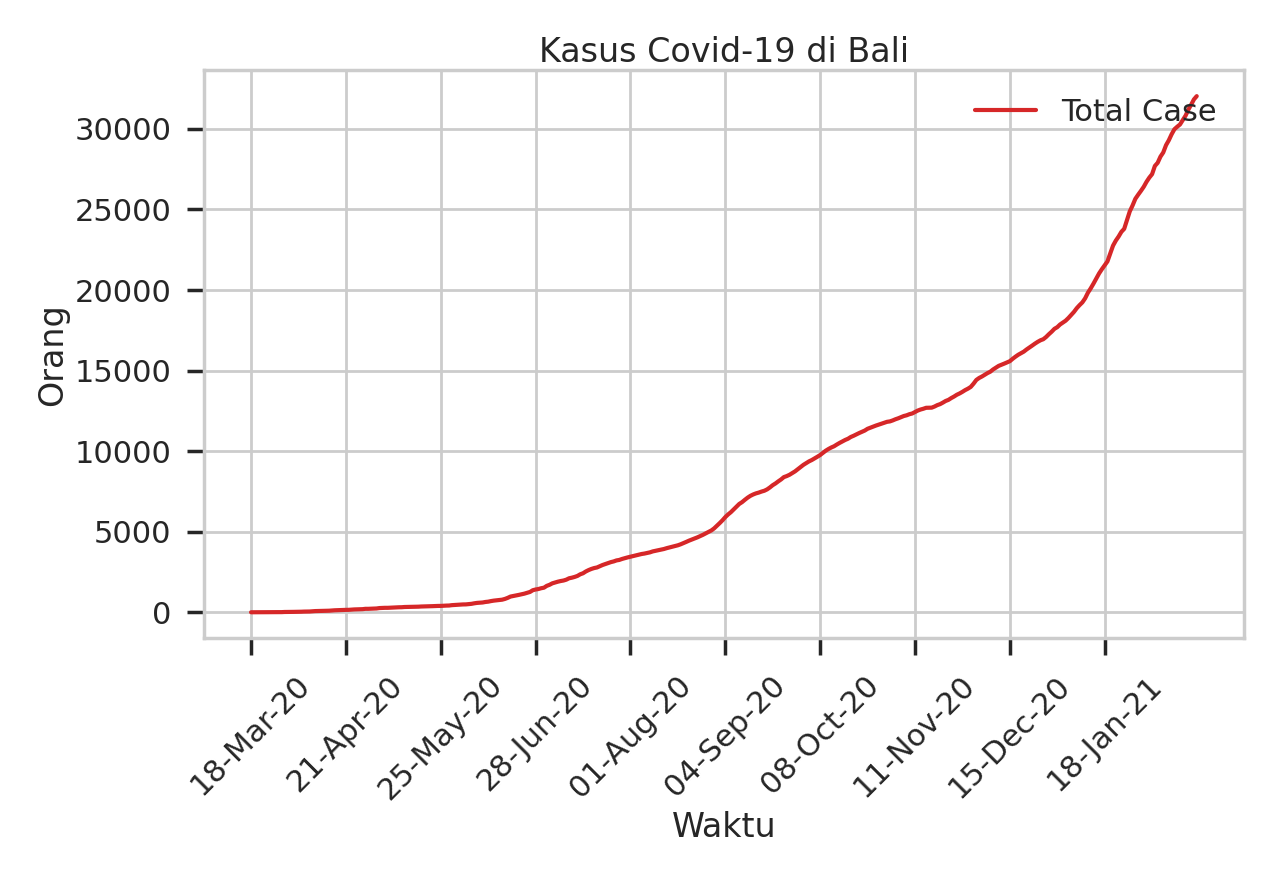 Kasus Covid-19 di Bali
Total Case
Orang
30000
25000
20000
15000
10000
5000
0
18-Mar-20
21-Apr-20
25-May-20
28-Jun-20
01-Aug-20
04-Sep-20
08-Oct-20
11-Nov-20
15-Dec-20
18-Jan-21
Waktu